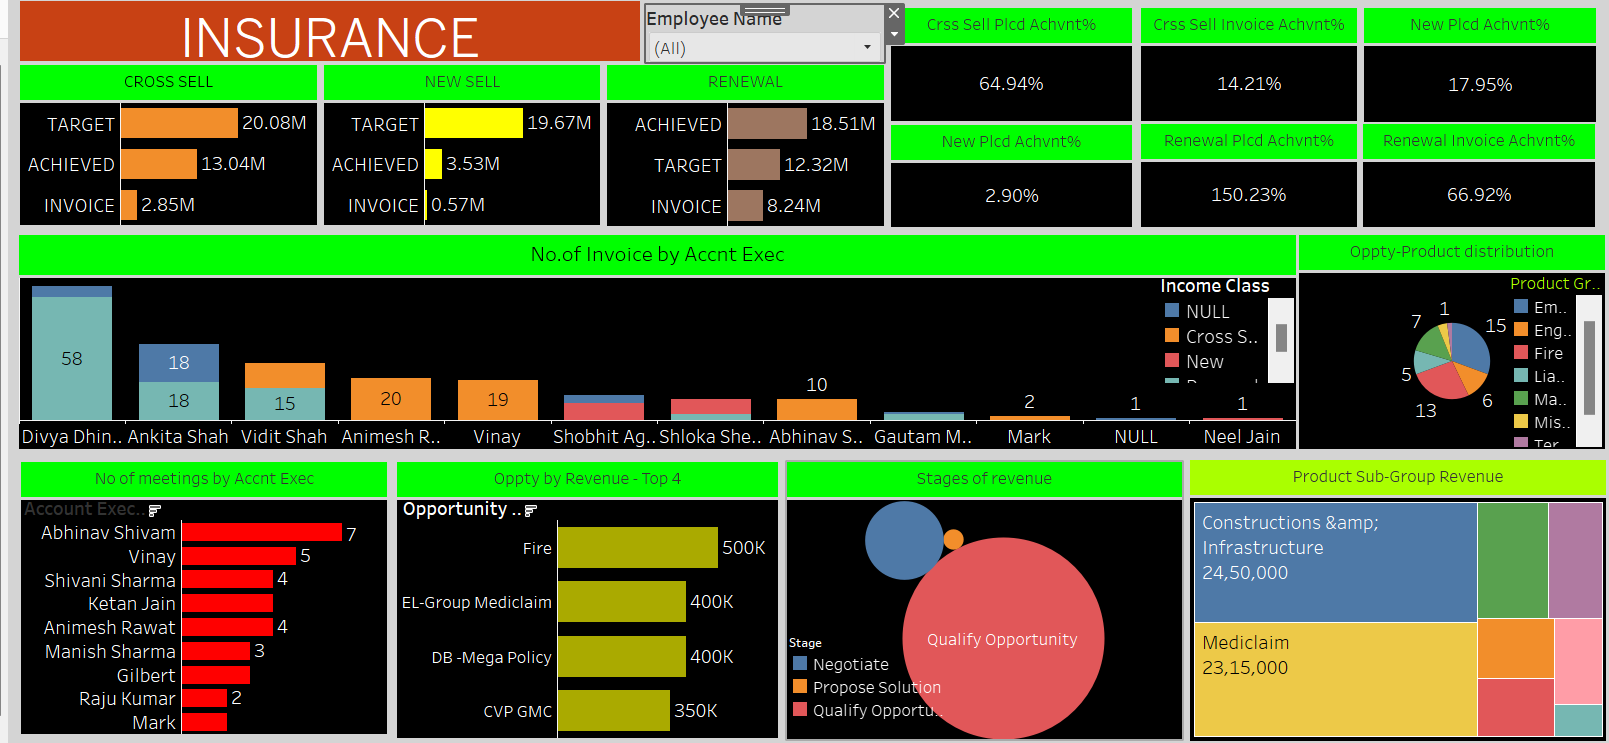 INSURANCE
Employee Name
(All)
Crss Sell Plcd Achvnt%
64.94%
Crss Sell Invoice Achvnt%
14.21%
New Plcd Achvnt%
17.95%
New Plcd Achvnt%
2.90%
Renewal Plcd Achvnt%
150.23%
Renewal Invoice Achvnt%
66.92%
CROSS SELL
TARGET 20.08M
ACHIEVED 13.04M
INVOICE 2.85M
NEW SELL
TARGET 19.67M
ACHIEVED 3.53M
INVOICE 0.57M
RENEWAL
ACHIEVED 18.51M
TARGET 12.32M
INVOICE 8.24M
No.of Invoice by Accnt Exec
58
18
18
15
20
19
10
2
1
1
Divya Dhin.. Ankita Shah Vidit Shah Animesh R.. Vinay Shobhit Ag.. Shloka She.. Abhinav S.. Gautam M.. Mark NULL Neel Jain
Income Class
NULL
Cross S..
New
Oppty-Product distribution
1
7
15
5
6
13
Product Gr..
Em..
Eng..
Fire
Lia..
Ma..
Mis..
Ter..
No of meetings by Accnt Exec
Account Exec..
Abhinav Shivam 7
Vinay 5
Shivani Sharma 4
Ketan Jain
Animesh Rawat 4
Manish Sharma 3
Gilbert
Raju Kumar 2
Mark
Oppty by Revenue - Top 4
Opportunity ..
Fire 500K
EL-Group Mediclaim 400K
DB -Mega Policy 400K
CVP GMC 350K
Stages of revenue
Qualify Opportunity
Stage
Negotiate
Propose Solution
Qualify Opportu..
Product Sub-Group Revenue
Constructions &amp;
Infrastructure
24,50,000
Mediclaim
23,15,000